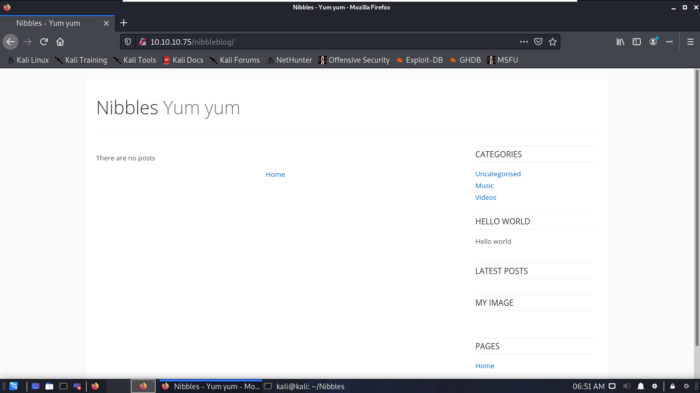 Nibbles - Yum yum - Mozilla Firefox
Nibbles - Yum yum
10.10.10.75/nibbleblog/
Kali Linux Kali Training Kali Tools Kali Docs Kali Forums NetHunter Offensive Security Exploit-DB GHDB MSFU
Nibbles Yum yum
There are no posts
Home
CATEGORIES
Uncategorised
Music
Videos
HELLO WORLD
Hello world
LATEST POSTS
MY IMAGE
PAGES
Home
Nibbles - Yum yum - Mo... kali@kali: ~/Nibbles 06:51 AM